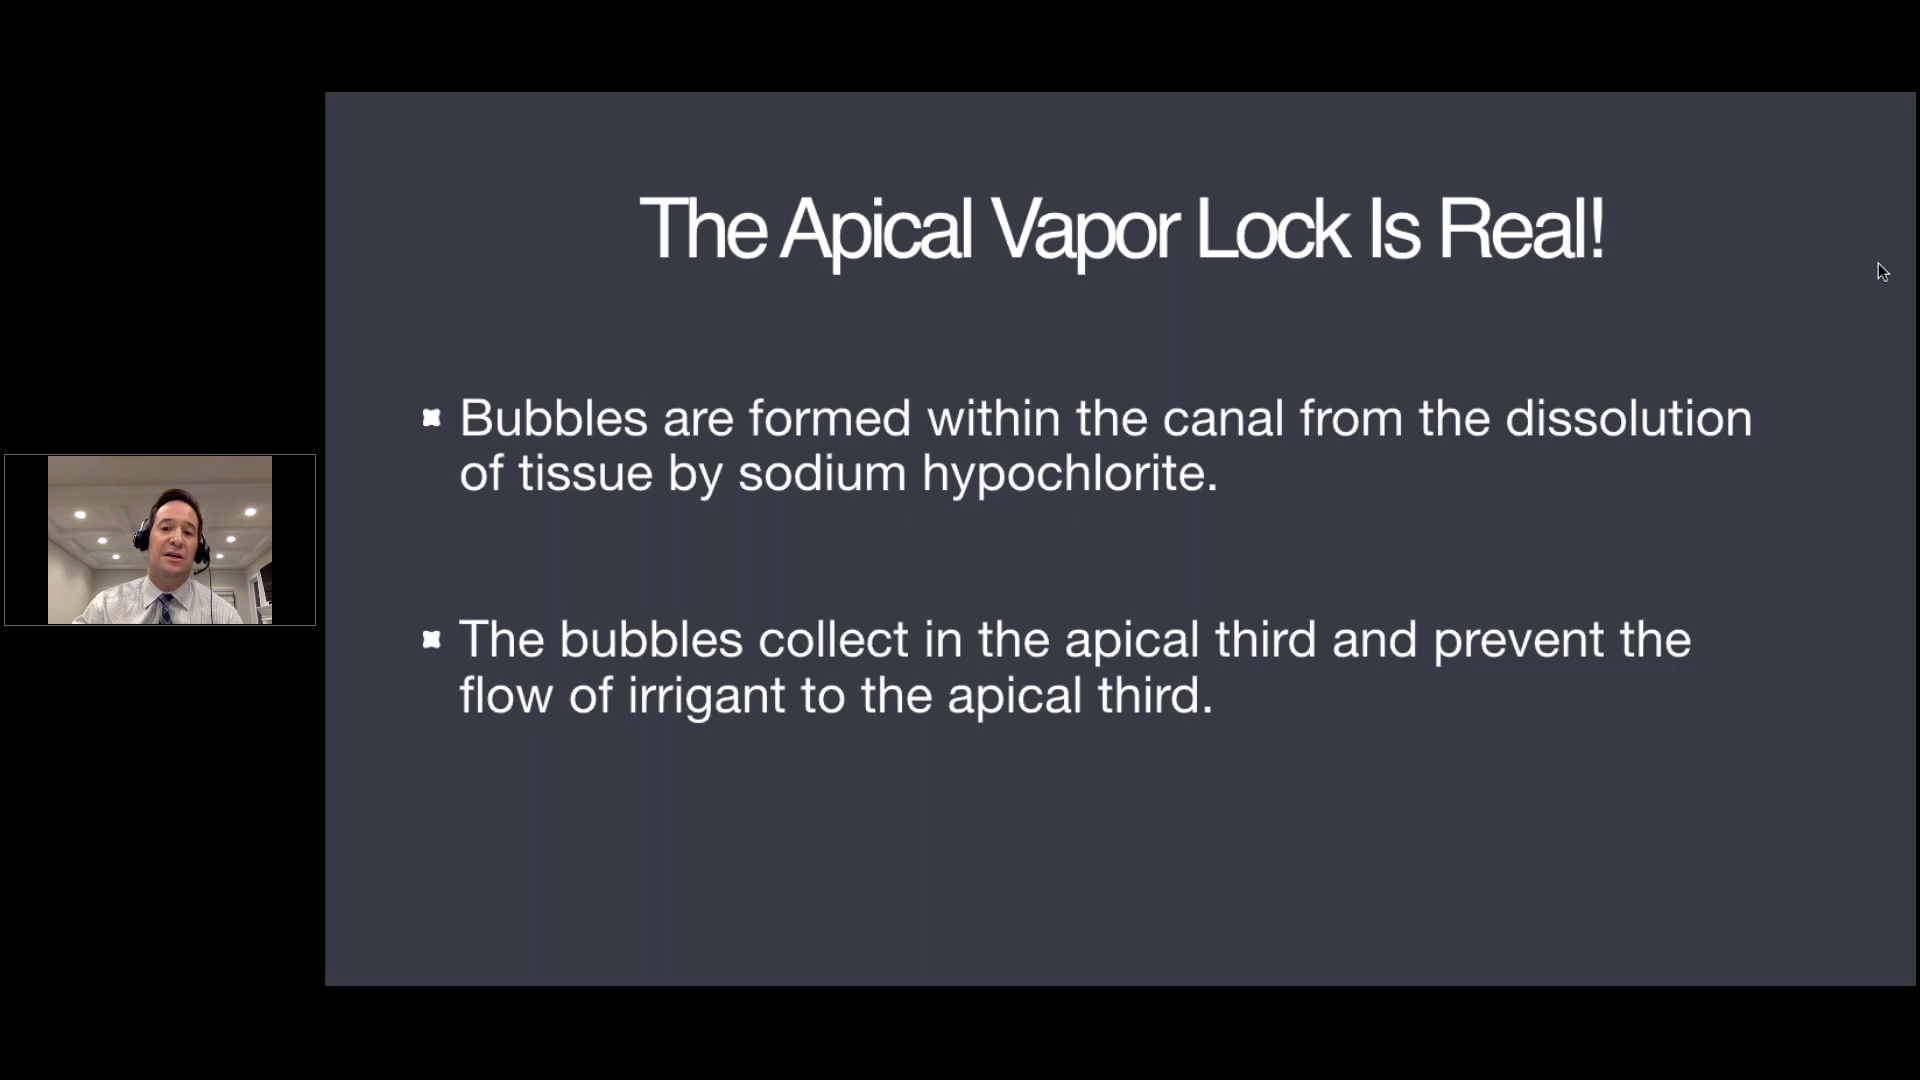 The Apical Vapor Lock Is Real!
Bubbles are formed within the canal from the dissolution
of tissue by sodium hypochlorite.
The bubbles collect in the apical third and prevent the
flow of irrigant to the apical third.